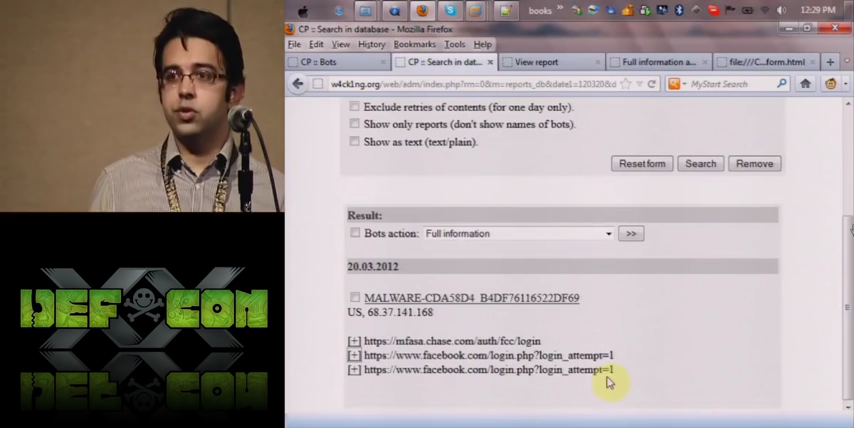 books
12:29 PM
CP :: Search in database - Mozilla Firefox
File Edit View History Bookmarks Tools Help
CP :: Bots
CP :: Search in dat...
View report
Full information a...
file:///C...form.html
w4ck1ng.org/web/adm/index.php?rm=0&m=reports_db&date1=120320&d
MyStart Search
Exclude retries of contents (for one day only).
Show only reports (don't show names of bots).
Show as text (text/plain).
Reset form Search Remove
Result:
Bots action: Full information >>
20.03.2012
MALWARE-CDA58D4_B4DF76116522DF69
US, 68.37.141.168
[+] https://mfasa.chase.com/auth/fcc/login
[+] https://www.facebook.com/login.php?login_attempt=1
[+] https://www.facebook.com/login.php?login_attempt=1
XX
DEF CON